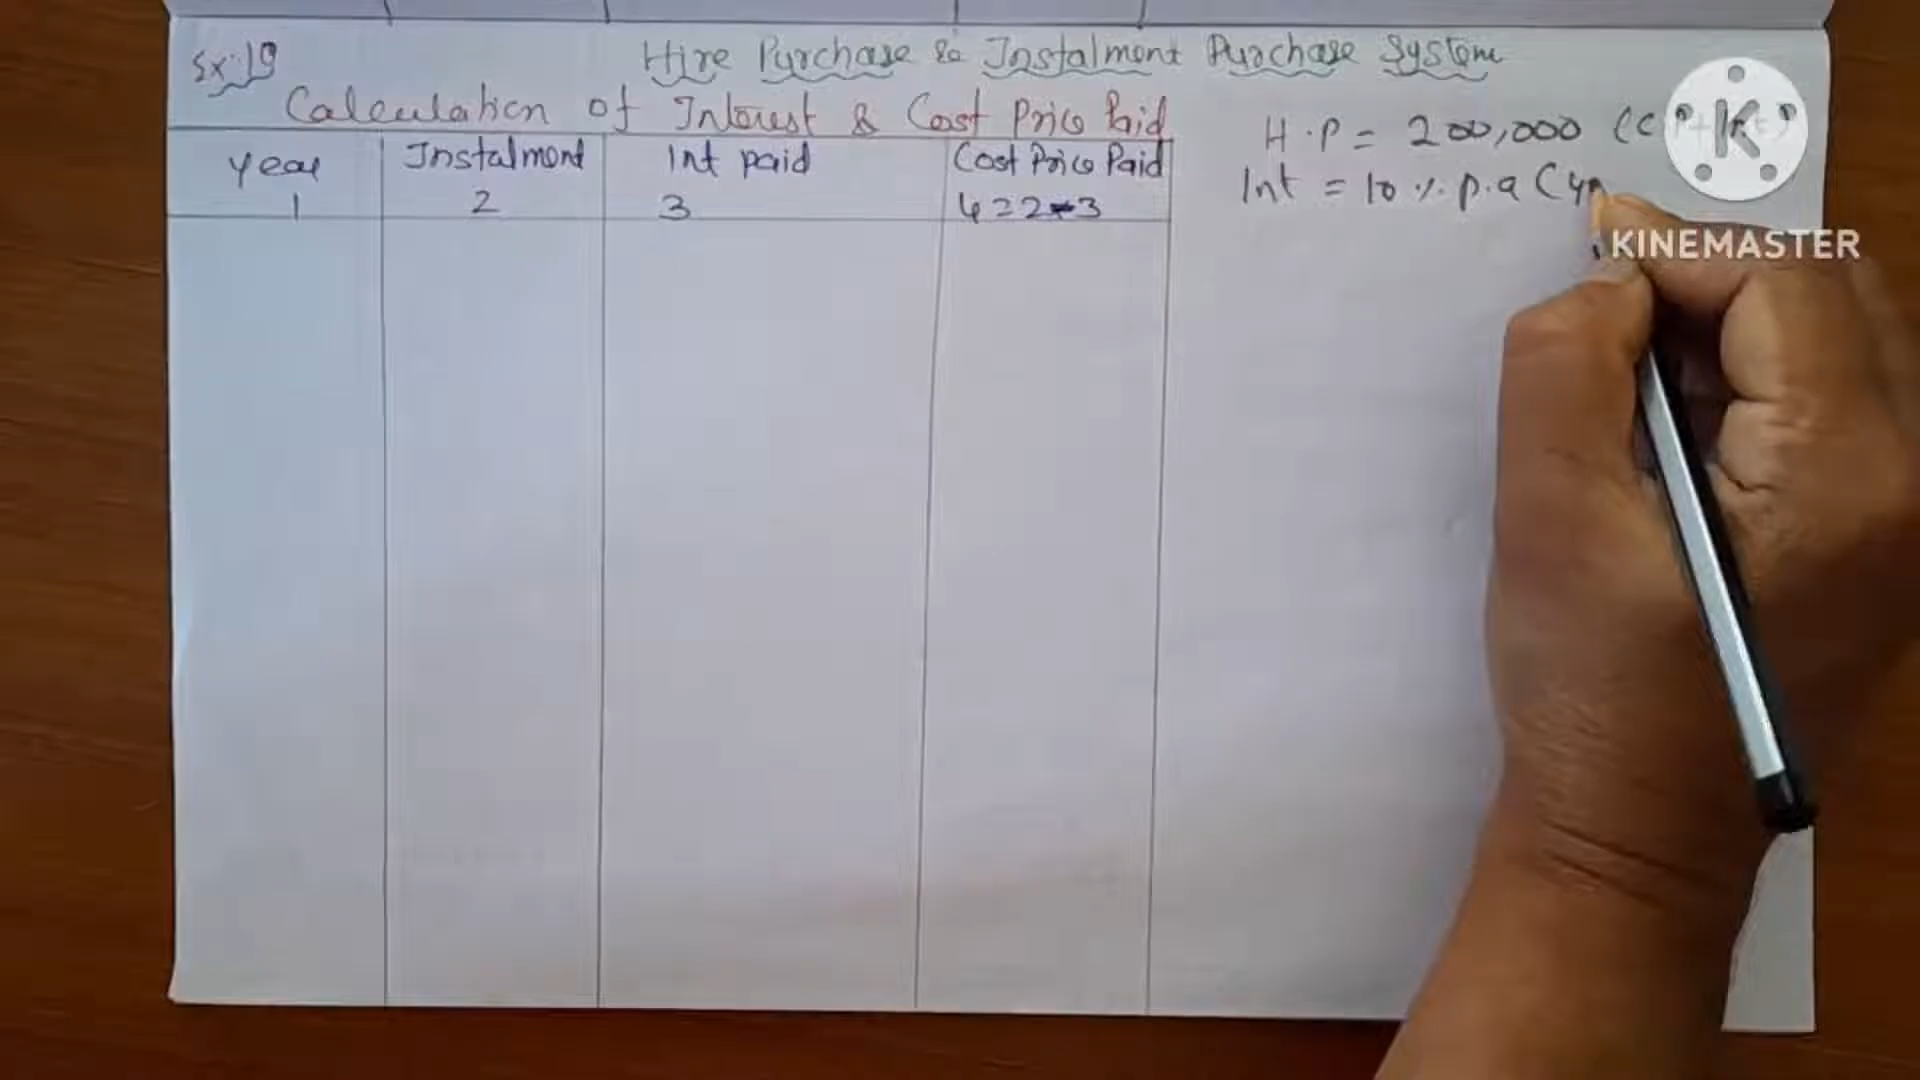 Ex:19
Hire Purchase & Instalment Purchase System
Calculation of Interest & Cost Price Paid
H.P = 200,000 (C
year Instalment Int paid Cost Price Paid
Int = 10 %. p.a (4
1 2 3 4=2-3
K
KINEMASTER